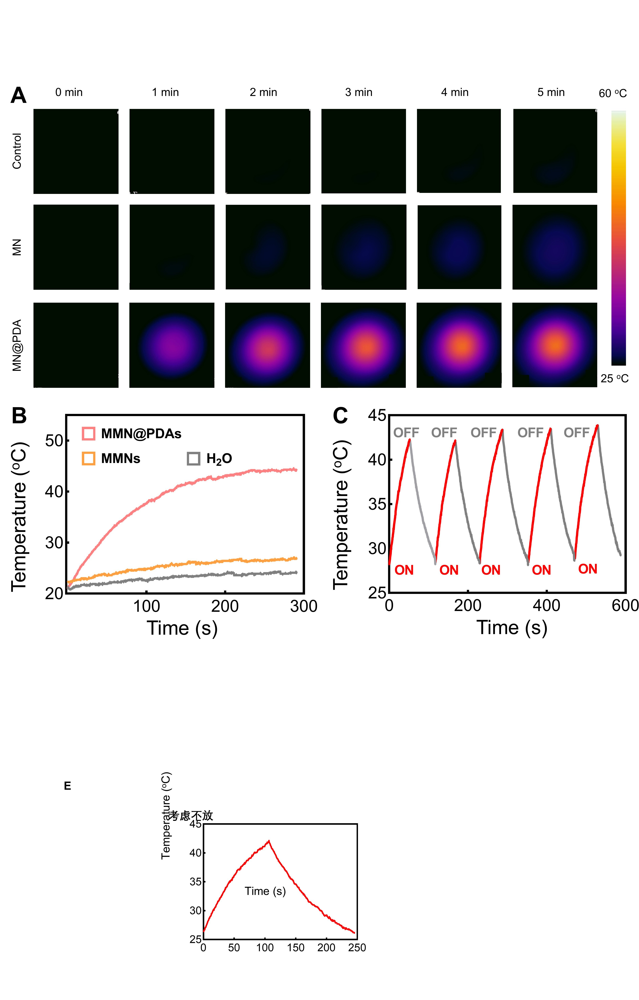 A
0 min
1 min
2 min
3 min
4 min
5 min
60 °C
Control
MN
MN@PDA
25 °C
B
MMN@PDAs
MMNs
H₂O
Temperature (°C)
50
40
30
20
100
200
300
Time (s)
C
Temperature (°C)
45
40
35
30
25
OFF
OFF
OFF
OFF
OFF
ON
ON
ON
ON
ON
0
200
400
600
Time (s)
E
Temperature (°C)
考虑不放
45
40
35
30
25
Time (s)
0
50
100
150
200
250